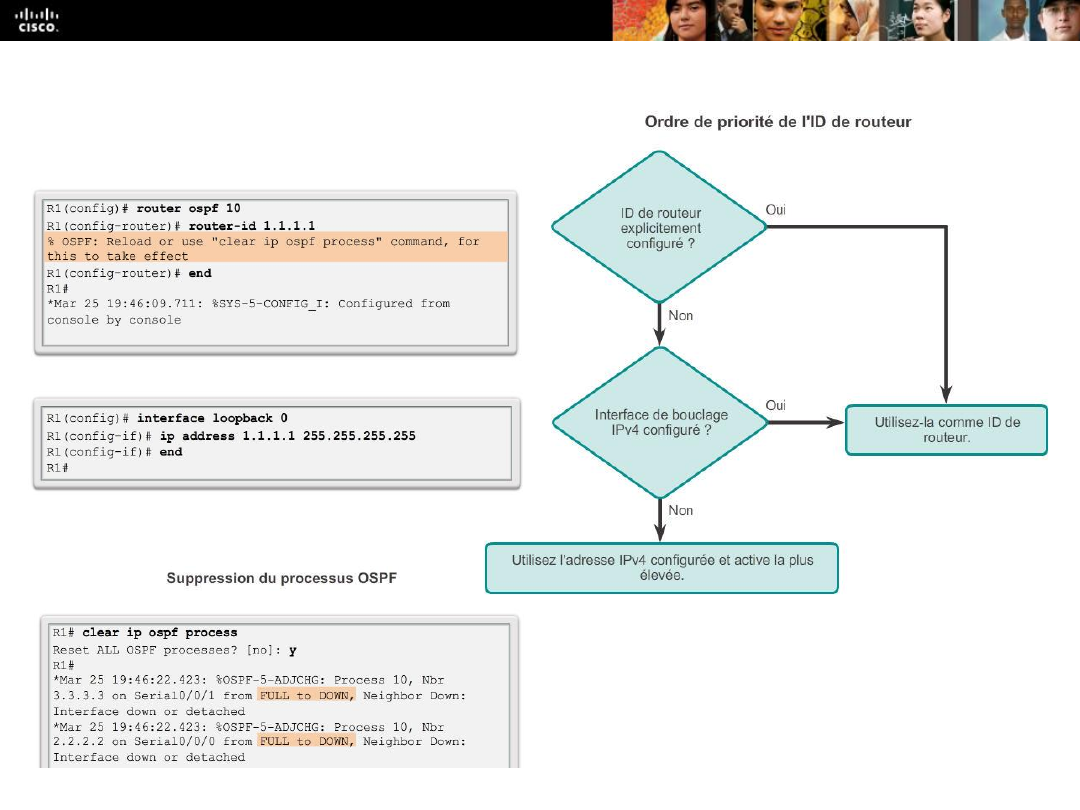 CISCO.
Ordre de priorité de l'ID de routeur
R1(config)# router ospf 10
R1(config-router)# router-id 1.1.1.1
% OSPF: Reload or use "clear ip ospf process" command, for
this to take effect
R1(config-router)# end
R1#
*Mar 25 19:46:09.711: %SYS-5-CONFIG_I: Configured from
console by console
R1(config)# interface loopback 0
R1(config-if)# ip address 1.1.1.1 255.255.255.255
R1(config-if)# end
R1#
ID de routeur
explicitement
configuré ?
Oui
Non
Interface de bouclage
IPv4 configuré ?
Oui
Utilisez-la comme ID de
routeur.
Non
Utilisez l'adresse IPv4 configurée et active la plus
élevée.
Suppression du processus OSPF
R1# clear ip ospf process
Reset ALL OSPF processes? [no]: y
R1#
*Mar 25 19:46:22.423: %OSPF-5-ADJCHG: Process 10, Nbr
3.3.3.3 on Serial0/0/1 from FULL to DOWN, Neighbor Down:
Interface down or detached
*Mar 25 19:46:22.423: %OSPF-5-ADJCHG: Process 10, Nbr
2.2.2.2 on Serial0/0/0 from FULL to DOWN, Neighbor Down:
Interface down or detached